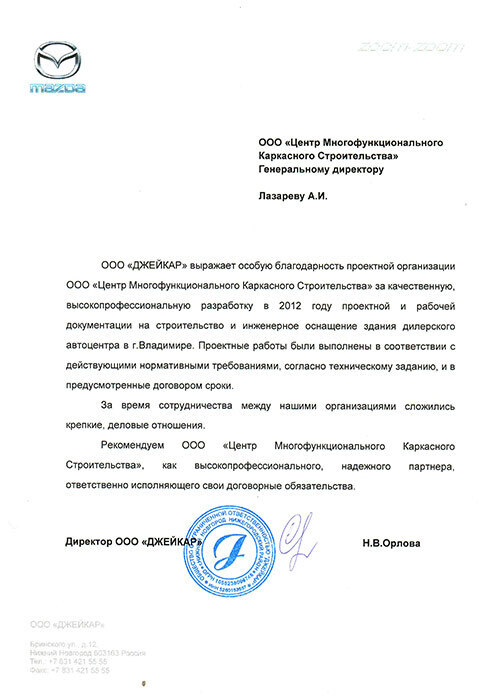 mazda
zoom-zoom
ООО «Центр Многофункционального
Каркасного Строительства»
Генеральному директору
Лазареву А.И.
ООО «ДЖЕЙКАР» выражает особую благодарность проектной организации
ООО «Центр Многофункционального Каркасного Строительства» за качественную,
высокопрофессиональную разработку в 2012 году проектной и рабочей
документации на строительство и инженерное оснащение здания дилерского
автоцентра в г.Владимире. Проектные работы были выполнены в соответствии с
действующими нормативными требованиями, согласно техническому заданию, и в
предусмотренные договором сроки.
За время сотрудничества между нашими организациями сложились
крепкие, деловые отношения.
Рекомендуем ООО «Центр Многофункционального Каркасного
Строительства», как высокопрофессионального, надежного партнера,
ответственно исполняющего свои договорные обязательства.
Директор ООО «ДЖЕЙКАР»
Н.В.Орлова
ООО «ДЖЕЙКАР»
Бринского ул., д.12,
Нижний Новгород 603163 Россия
Тел.: +7 831 421 55 55
Факс: +7 831 421 55 55